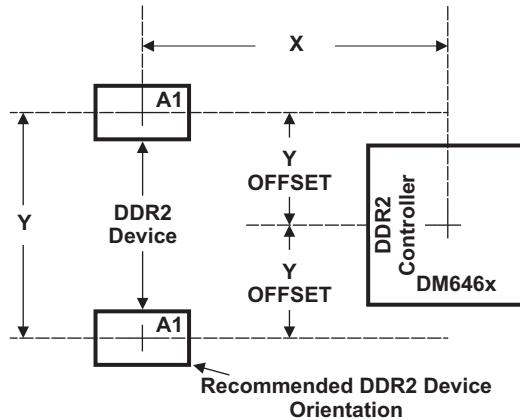 X
A1
Y
OFFSET
Y
DDR2
Device
DDR2
Controller
DM646x
Y
OFFSET
A1
Recommended DDR2 Device
Orientation